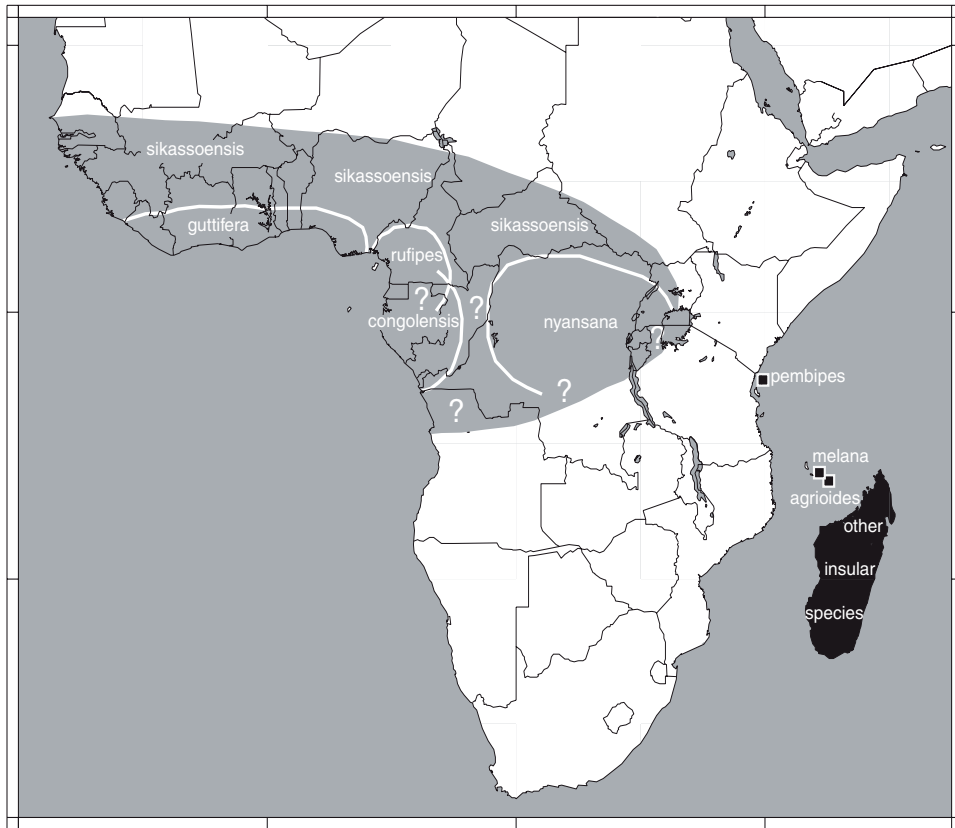 sikassoensis
sikassoensis
sikassoensis
guttifera
rufipes
?
?
congolensis
nyansana
?
?
?
pembipes
melana
agrioides
other
insular
species